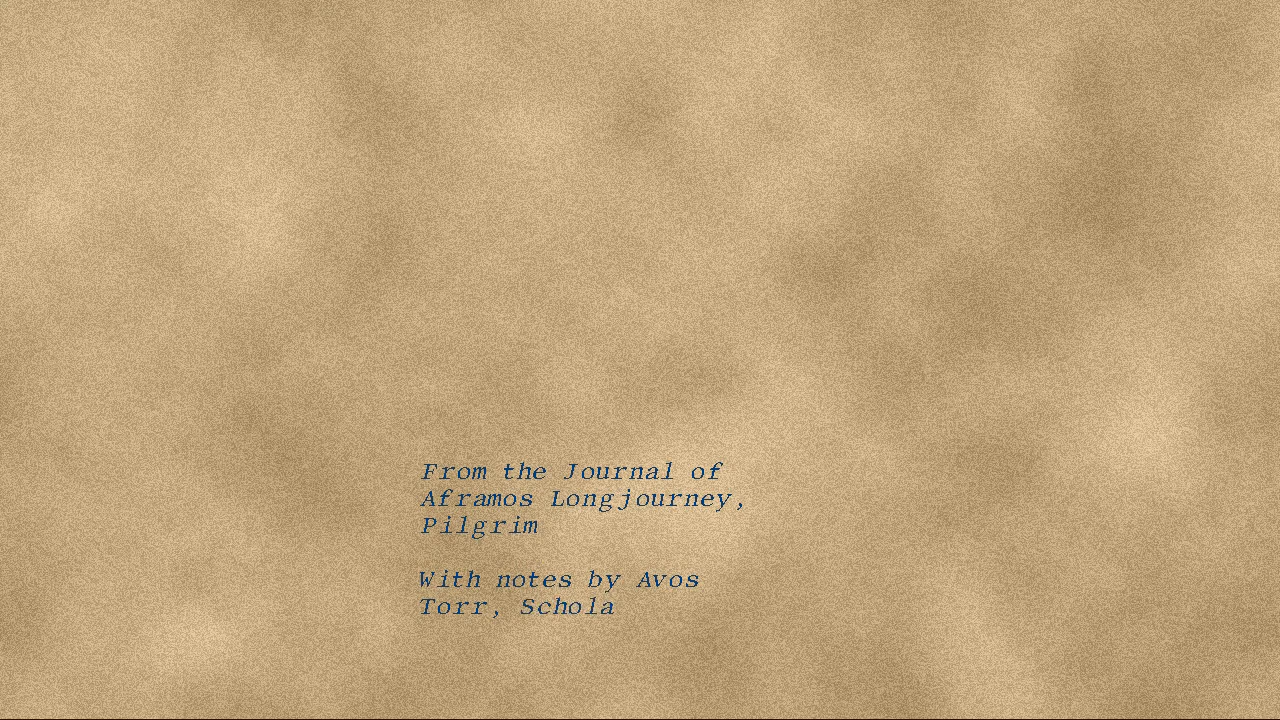 From the Journal of
Aframos Longjourney,
Pilgrim
With notes by Avos
Torr, Schola